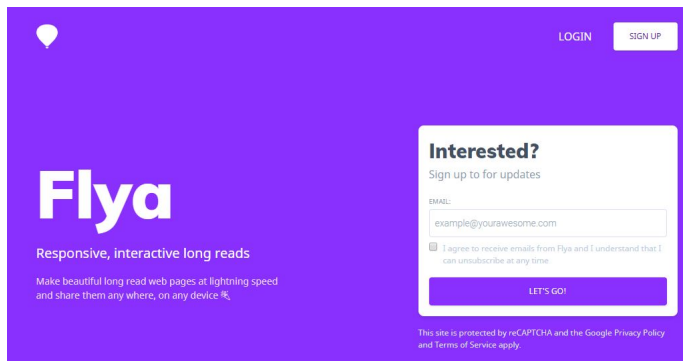 LOGIN
SIGN UP
Flya
Responsive, interactive long reads
Make beautiful long read web pages at lightning speed
and share them any where, on any device
Interested?
Sign up to for updates
EMAIL:
example@yourawesome.com
I agree to receive emails from Flya and I understand that I
can unsubscribe at any time
LET'S GO!
This site is protected by reCAPTCHA and the Google Privacy Policy
and Terms of Service apply.